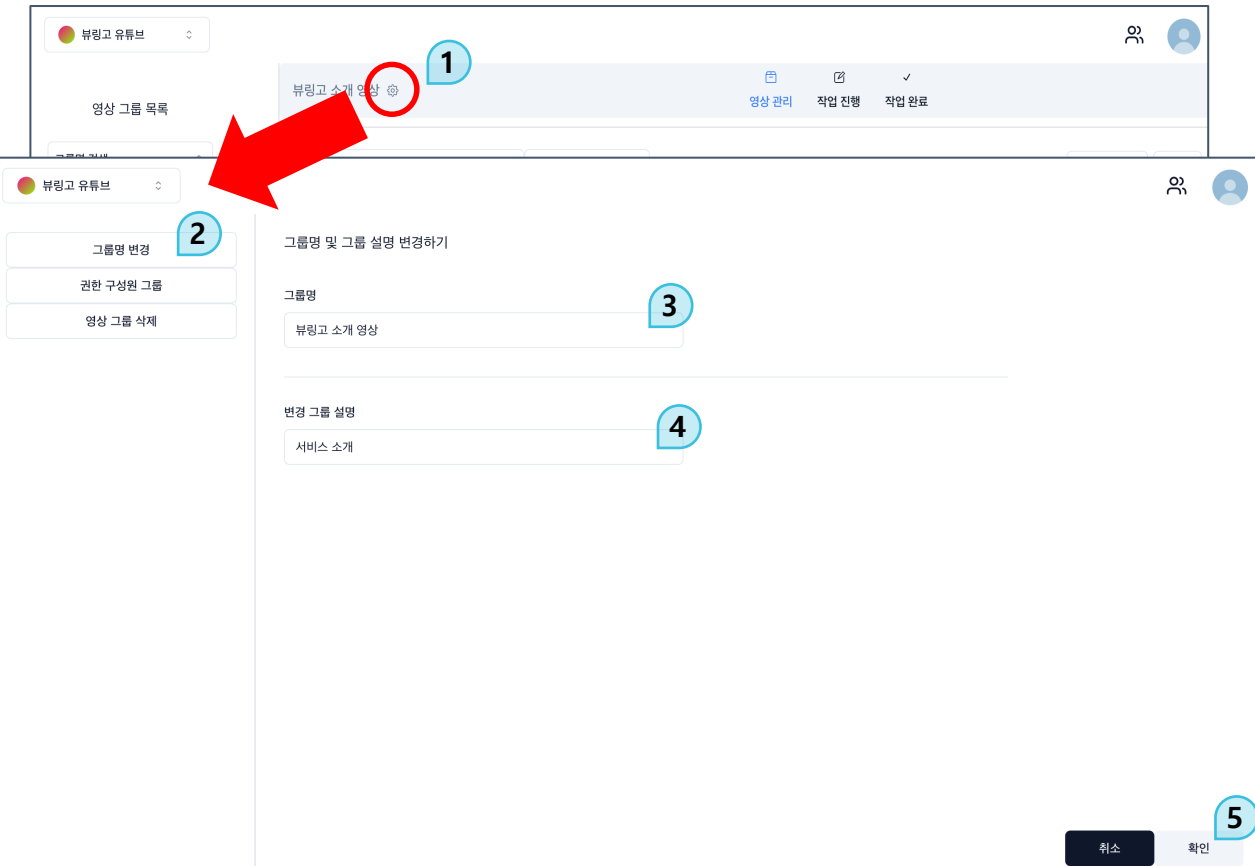 뷰링고 유튜브
1
뷰링고 소개 영상
영상 관리
작업 진행
작업 완료
영상 그룹 목록
그룹명 검색
뷰링고 유튜브
2
그룹명 변경
권한 구성원 그룹
영상 그룹 삭제
그룹명 및 그룹 설명 변경하기
그룹명
3
뷰링고 소개 영상
변경 그룹 설명
4
서비스 소개
5
취소
확인